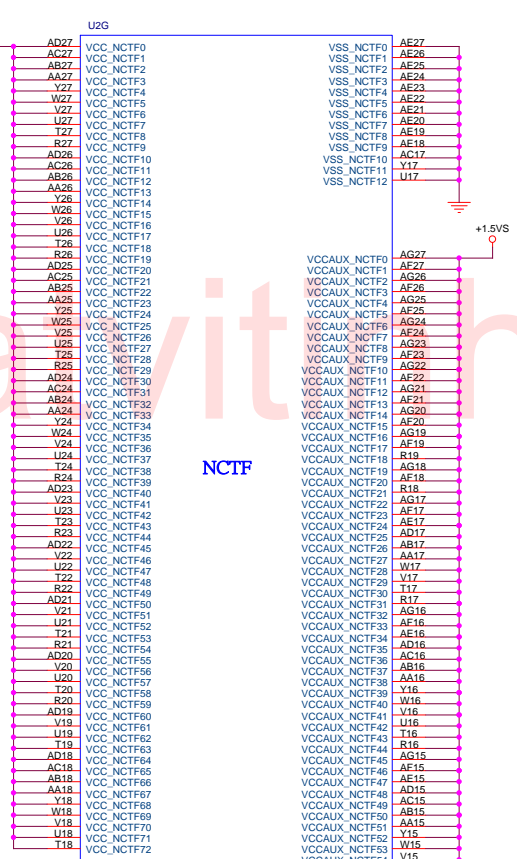 U2G
AD27 VCC_NCTF0
AC27 VCC_NCTF1
AB27 VCC_NCTF2
AA27 VCC_NCTF3
Y27 VCC_NCTF4
W27 VCC_NCTF5
V27 VCC_NCTF6
U27 VCC_NCTF7
T27 VCC_NCTF8
R27 VCC_NCTF9
AD26 VCC_NCTF10
AC26 VCC_NCTF11
AB26 VCC_NCTF12
AA26 VCC_NCTF13
Y26 VCC_NCTF14
W26 VCC_NCTF15
V26 VCC_NCTF16
U26 VCC_NCTF17
T26 VCC_NCTF18
R26 VCC_NCTF19
AD25 VCC_NCTF20
AC25 VCC_NCTF21
AB25 VCC_NCTF22
AA25 VCC_NCTF23
Y25 VCC_NCTF24
W25 VCC_NCTF25
V25 VCC_NCTF26
U25 VCC_NCTF27
T25 VCC_NCTF28
R25 VCC_NCTF29
AD24 VCC_NCTF30
AC24 VCC_NCTF31
AB24 VCC_NCTF32
AA24 VCC_NCTF33
Y24 VCC_NCTF34
W24 VCC_NCTF35
V24 VCC_NCTF36
U24 VCC_NCTF37
T24 VCC_NCTF38
R24 VCC_NCTF39
AD23 VCC_NCTF40
V23 VCC_NCTF41
U23 VCC_NCTF42
T23 VCC_NCTF43
R23 VCC_NCTF44
AD22 VCC_NCTF45
V22 VCC_NCTF46
U22 VCC_NCTF47
T22 VCC_NCTF48
R22 VCC_NCTF49
AD21 VCC_NCTF50
V21 VCC_NCTF51
U21 VCC_NCTF52
T21 VCC_NCTF53
R21 VCC_NCTF54
AD20 VCC_NCTF55
V20 VCC_NCTF56
U20 VCC_NCTF57
T20 VCC_NCTF58
R20 VCC_NCTF59
AD19 VCC_NCTF60
V19 VCC_NCTF61
U19 VCC_NCTF62
T19 VCC_NCTF63
AD18 VCC_NCTF64
AC18 VCC_NCTF65
AB18 VCC_NCTF66
AA18 VCC_NCTF67
Y18 VCC_NCTF68
W18 VCC_NCTF69
V18 VCC_NCTF70
U18 VCC_NCTF71
T18 VCC_NCTF72
NCTF
VSS_NCTF0 AE27
VSS_NCTF1 AE26
VSS_NCTF2 AE25
VSS_NCTF3 AE24
VSS_NCTF4 AE23
VSS_NCTF5 AE22
VSS_NCTF6 AE21
VSS_NCTF7 AE20
VSS_NCTF8 AE19
VSS_NCTF9 AE18
VSS_NCTF10 AC17
VSS_NCTF11 Y17
VSS_NCTF12 U17
+1.5VS
VCCAUX_NCTF0 AG27
VCCAUX_NCTF1 AF27
VCCAUX_NCTF2 AG26
VCCAUX_NCTF3 AF26
VCCAUX_NCTF4 AG25
VCCAUX_NCTF5 AF25
VCCAUX_NCTF6 AG24
VCCAUX_NCTF7 AF24
VCCAUX_NCTF8 AG23
VCCAUX_NCTF9 AF23
VCCAUX_NCTF10 AG22
VCCAUX_NCTF11 AF22
VCCAUX_NCTF12 AG21
VCCAUX_NCTF13 AF21
VCCAUX_NCTF14 AG20
VCCAUX_NCTF15 AF20
VCCAUX_NCTF16 AG19
VCCAUX_NCTF17 AF19
VCCAUX_NCTF18 R19
VCCAUX_NCTF19 AG18
VCCAUX_NCTF20 AF18
VCCAUX_NCTF21 R18
VCCAUX_NCTF22 AG17
VCCAUX_NCTF23 AF17
VCCAUX_NCTF24 AE17
VCCAUX_NCTF25 AD17
VCCAUX_NCTF26 AB17
VCCAUX_NCTF27 AA17
VCCAUX_NCTF28 W17
VCCAUX_NCTF29 V17
VCCAUX_NCTF30 T17
VCCAUX_NCTF31 R17
VCCAUX_NCTF32 AG16
VCCAUX_NCTF33 AF16
VCCAUX_NCTF34 AE16
VCCAUX_NCTF35 AD16
VCCAUX_NCTF36 AC16
VCCAUX_NCTF37 AB16
VCCAUX_NCTF38 AA16
VCCAUX_NCTF39 Y16
VCCAUX_NCTF40 W16
VCCAUX_NCTF41 V16
VCCAUX_NCTF42 U16
VCCAUX_NCTF43 T16
VCCAUX_NCTF44 R16
VCCAUX_NCTF45 AG15
VCCAUX_NCTF46 AF15
VCCAUX_NCTF47 AE15
VCCAUX_NCTF48 AD15
VCCAUX_NCTF49 AC15
VCCAUX_NCTF50 AB15
VCCAUX_NCTF51 AA15
VCCAUX_NCTF52 Y15
VCCAUX_NCTF53 W15
V15